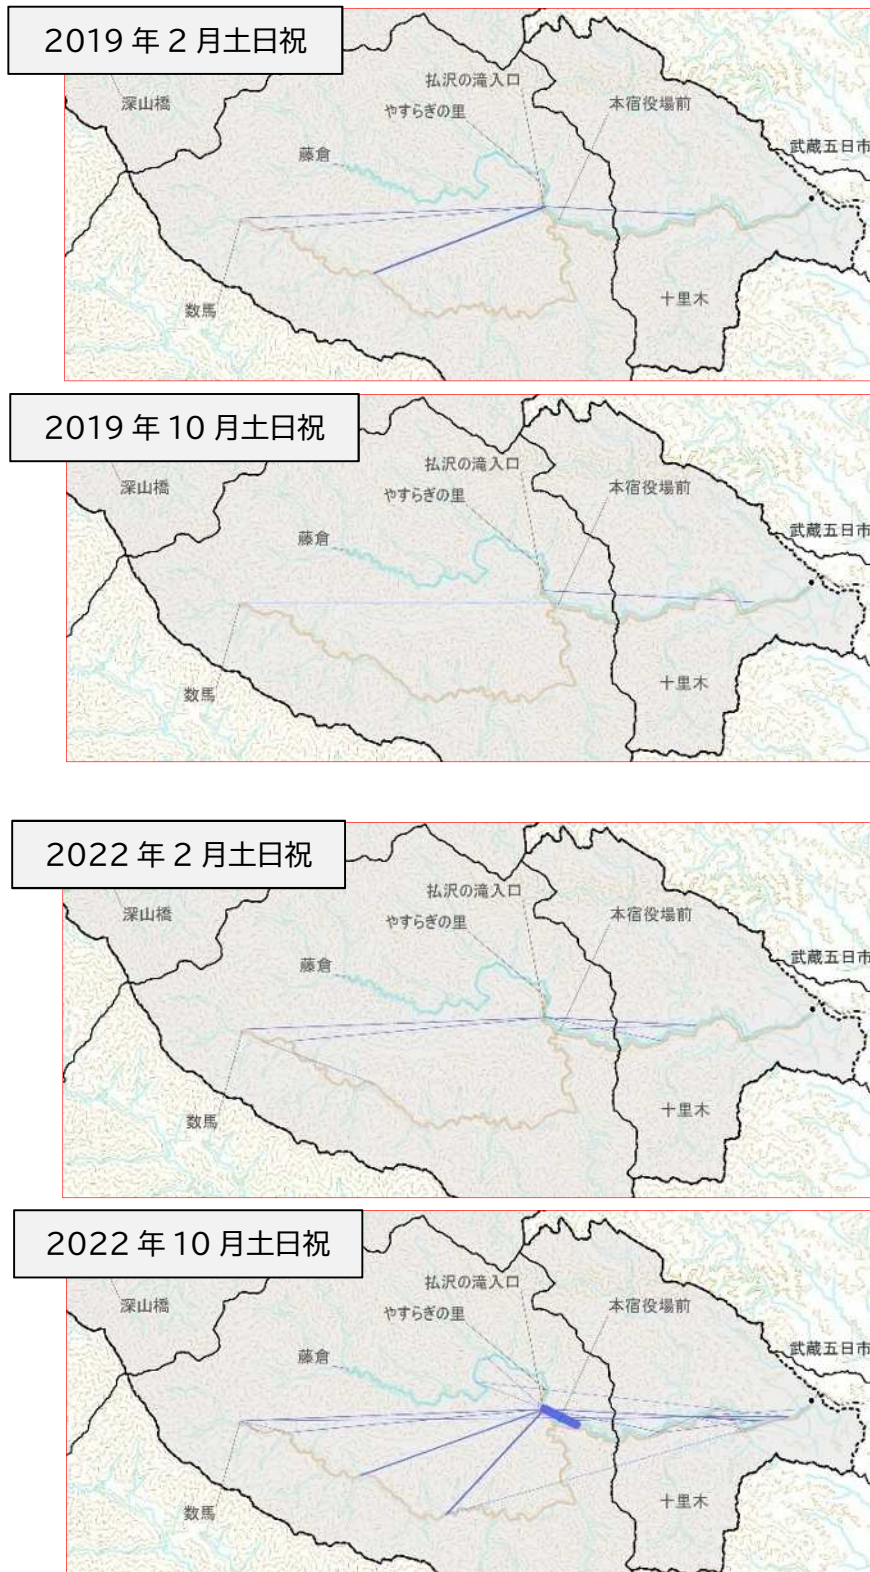 2019年2月土日祝
払沢の滝入口
深山橋
やすらぎの里
本宿役場前
武蔵五日市
藤倉
数馬
十里木
2019年10月土日祝
払沢の滝入口
深山橋
やすらぎの里
本宿役場前
武蔵五日市
藤倉
数馬
十里木
2022年2月土日祝
払沢の滝入口
深山橋
やすらぎの里
本宿役場前
武蔵五日市
藤倉
数馬
十里木
2022年10月土日祝
払沢の滝入口
深山橋
やすらぎの里
本宿役場前
武蔵五日市
藤倉
数馬
十里木